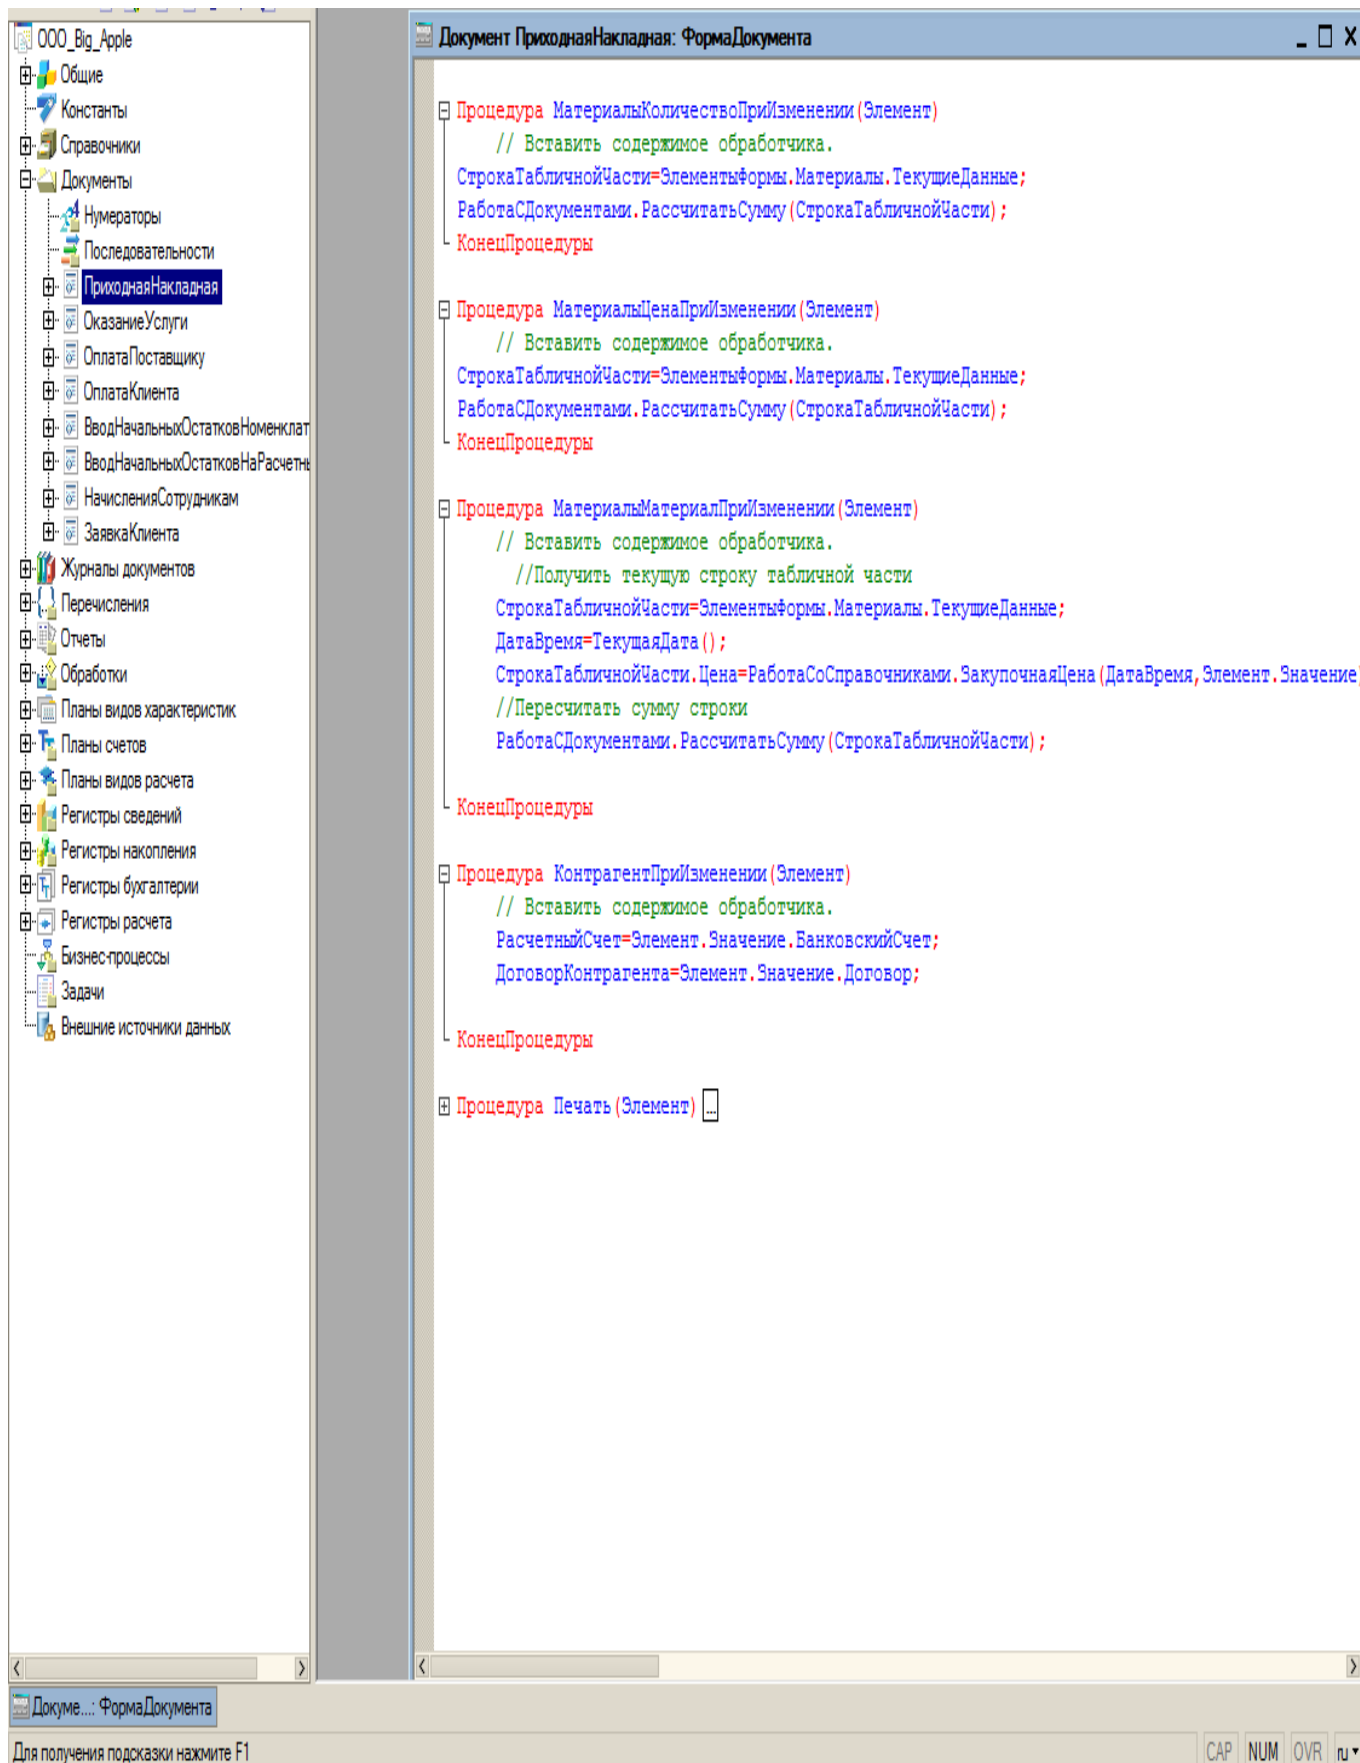 ООО_Big_Apple
Общие
Константы
Справочники
Документы
Нумераторы
Последовательности
ПриходнаяНакладная
ОказаниеУслуги
ОплатаПоставщику
ОплатаКлиента
ВводНачальныхОстатковНоменклат
ВводНачальныхОстатковНаРасчетнь
НачисленияСотрудникам
ЗаявкаКлиента
Журналы документов
Перечисления
Отчеты
Обработки
Планы видов характеристик
Планы счетов
Планы видов расчета
Регистры сведений
Регистры накопления
Регистры бухгалтерии
Регистры расчета
Бизнес-процессы
Задачи
Внешние источники данных
Документ ПриходнаяНакладная: ФормаДокумента
Процедура МатериалыКоличествоПриИзменении(Элемент)
// Вставить содержимое обработчика.
СтрокаТабличнойЧасти=ЭлементыФормы.Материалы.ТекущиеДанные;
РаботаСДокументами.РассчитатьСумму(СтрокаТабличнойЧасти);
КонецПроцедуры
Процедура МатериалыЦенаПриИзменении(Элемент)
// Вставить содержимое обработчика.
СтрокаТабличнойЧасти=ЭлементыФормы.Материалы.ТекущиеДанные;
РаботаСДокументами.РассчитатьСумму(СтрокаТабличнойЧасти);
КонецПроцедуры
Процедура МатериалыМатериалПриИзменении(Элемент)
// Вставить содержимое обработчика.
//Получить текущую строку табличной части
СтрокаТабличнойЧасти=ЭлементыФормы.Материалы.ТекущиеДанные;
ДатаВремя=ТекущаяДата();
СтрокаТабличнойЧасти.Цена=РаботаСоСправочниками.ЗакупочнаяЦена(ДатаВремя,Элемент.Значение)
//Пересчитать сумму строки
РаботаСДокументами.РассчитатьСумму(СтрокаТабличнойЧасти);
КонецПроцедуры
Процедура КонтрагентПриИзменении(Элемент)
// Вставить содержимое обработчика.
РасчетныйСчет=Элемент.Значение.БанковскийСчет;
ДоговорКонтрагента=Элемент.Значение.Договор;
КонецПроцедуры
Процедура Печать(Элемент) ...
Докуме...: ФормаДокумента
Для получения подсказки нажмите F1
CAP NUM OVR ru